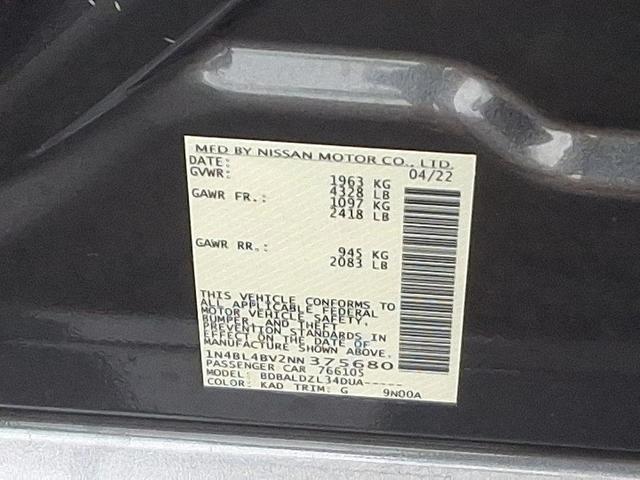 MFD BY NISSAN MOTOR CO., LTD.
DATE: 04/22
GVWR: 1963 KG
4328 LB
GAWR FR.: 1097 KG
2418 LB
GAWR RR.: 945 KG
2083 LB
THIS VEHICLE CONFORMS TO
ALL APPLICABLE FEDERAL
MOTOR VEHICLE SAFETY,
BUMPER, AND THEFT
PREVENTION STANDARDS IN
EFFECT ON THE DATE OF
MANUFACTURE SHOWN ABOVE.
1N4BL4BV2NN375680
PASSENGER CAR 766105
MODEL: BDBALDZL34DUA-----
COLOR: KAD TRIM: G 9N00A